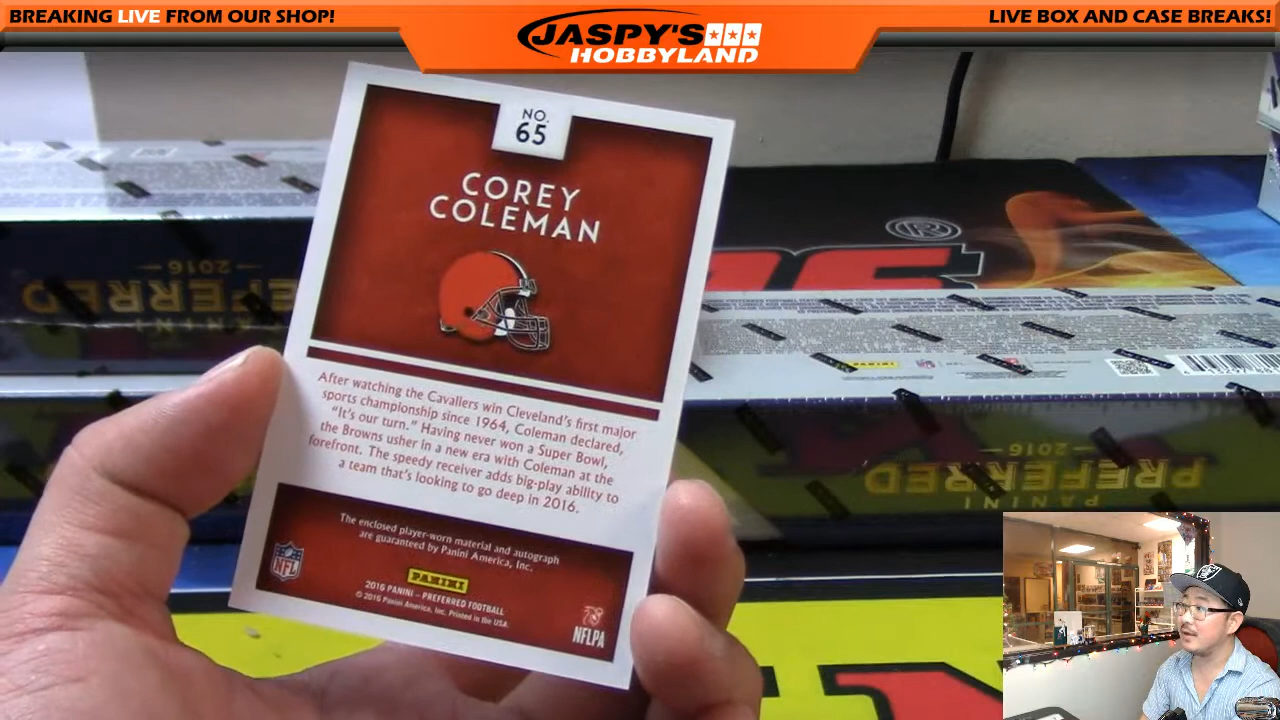 BREAKING LIVE FROM OUR SHOP!
JASPY'S
HOBBYLAND
LIVE BOX AND CASE BREAKS!
NO.
65
COREY
COLEMAN
After watching the Cavaliers win Cleveland's first major
sports championship since 1964, Coleman declared,
"It's our turn." Having never won a Super Bowl,
the Browns usher in a new era with Coleman at the
forefront. The speedy receiver adds big-play ability to
a team that's looking to go deep in 2016.
The enclosed player-worn material and autograph
are guaranteed by Panini America, Inc.
NFL
PANINI
2016 PANINI – PREFERRED FOOTBALL
© 2016 Panini America, Inc. Printed in the USA.
NFLPA
2016
PREFERRED
PANINI
®
PANINI
2016
PREFERRED
PANINI